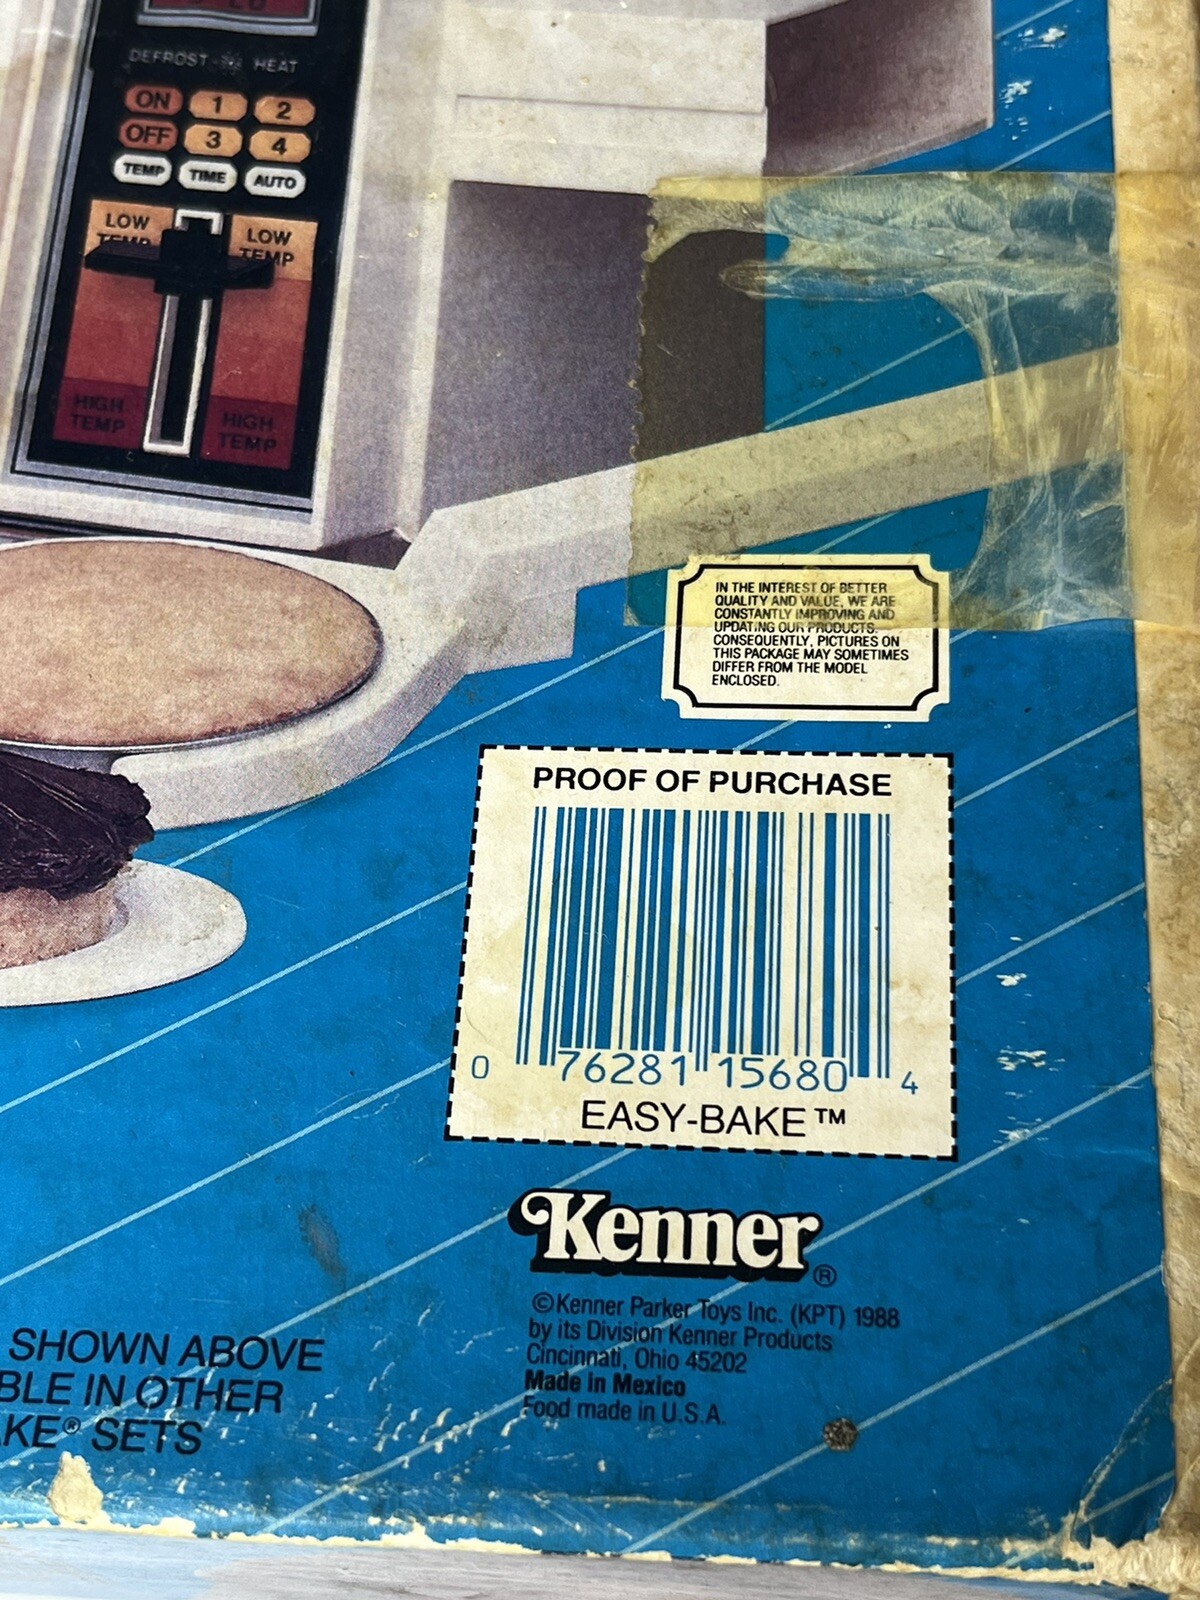 DEFROST HEAT
ON 1 2
OFF 3 4
TEMP TIME AUTO
LOW TEMP
LOW TEMP
HIGH TEMP
HIGH TEMP
IN THE INTEREST OF BETTER
QUALITY AND VALUE, WE ARE
CONSTANTLY IMPROVING AND
UPDATING OUR PRODUCTS.
CONSEQUENTLY, PICTURES ON
THIS PACKAGE MAY SOMETIMES
DIFFER FROM THE MODEL
ENCLOSED.
PROOF OF PURCHASE
0 76281 15680 4
EASY-BAKE™
Kenner®
©Kenner Parker Toys Inc. (KPT) 1988
by its Division Kenner Products
Cincinnati, Ohio 45202
Made in Mexico
Food made in U.S.A.
SHOWN ABOVE
BLE IN OTHER
KE® SETS